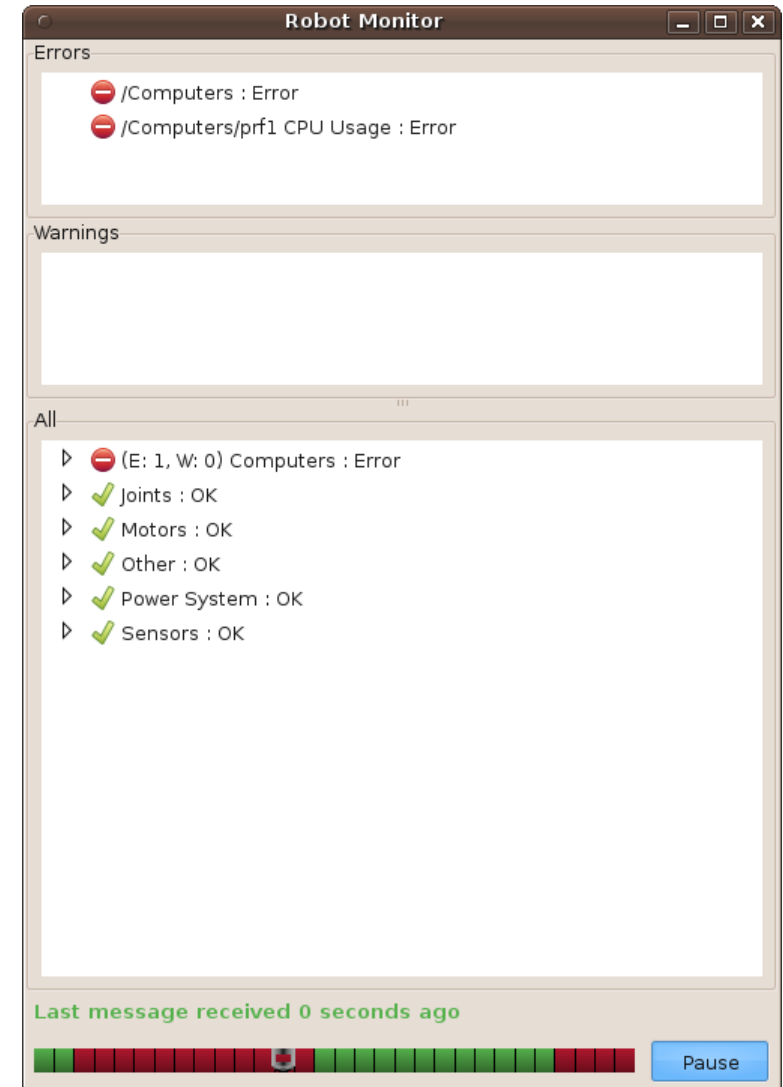 Robot Monitor
Errors
/Computers : Error
/Computers/prf1 CPU Usage : Error
Warnings
All
(E: 1, W: 0) Computers : Error
Joints : OK
Motors : OK
Other : OK
Power System : OK
Sensors : OK
Last message received 0 seconds ago
Pause